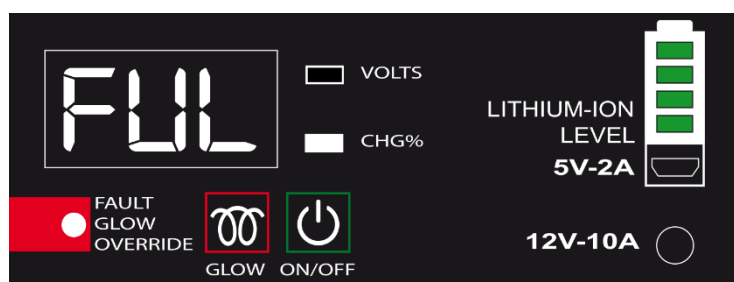 FUL
VOLTS
CHG%
LITHIUM-ION
LEVEL
5V-2A
FAULT
GLOW
OVERRIDE
GLOW
ON/OFF
12V-10A